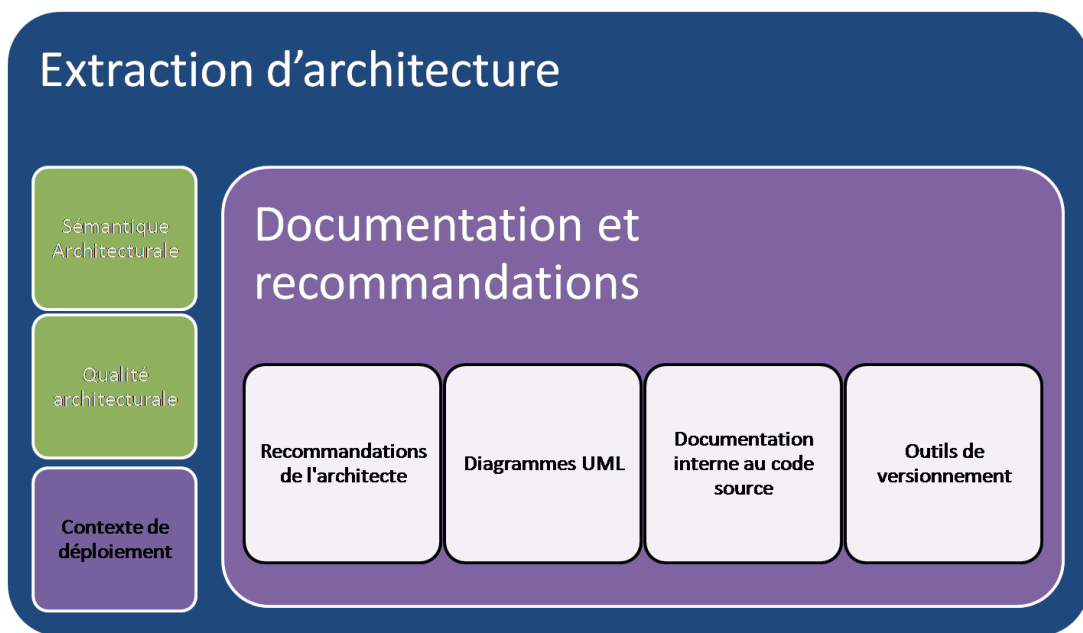 Extraction d’architecture
Sémantique
Architecturale
Qualité
architecturale
Contexte de
déploiement
Documentation et
recommandations
Recommandations
de l'architecte
Diagrammes UML
Documentation
interne au code
source
Outils de
versionnement